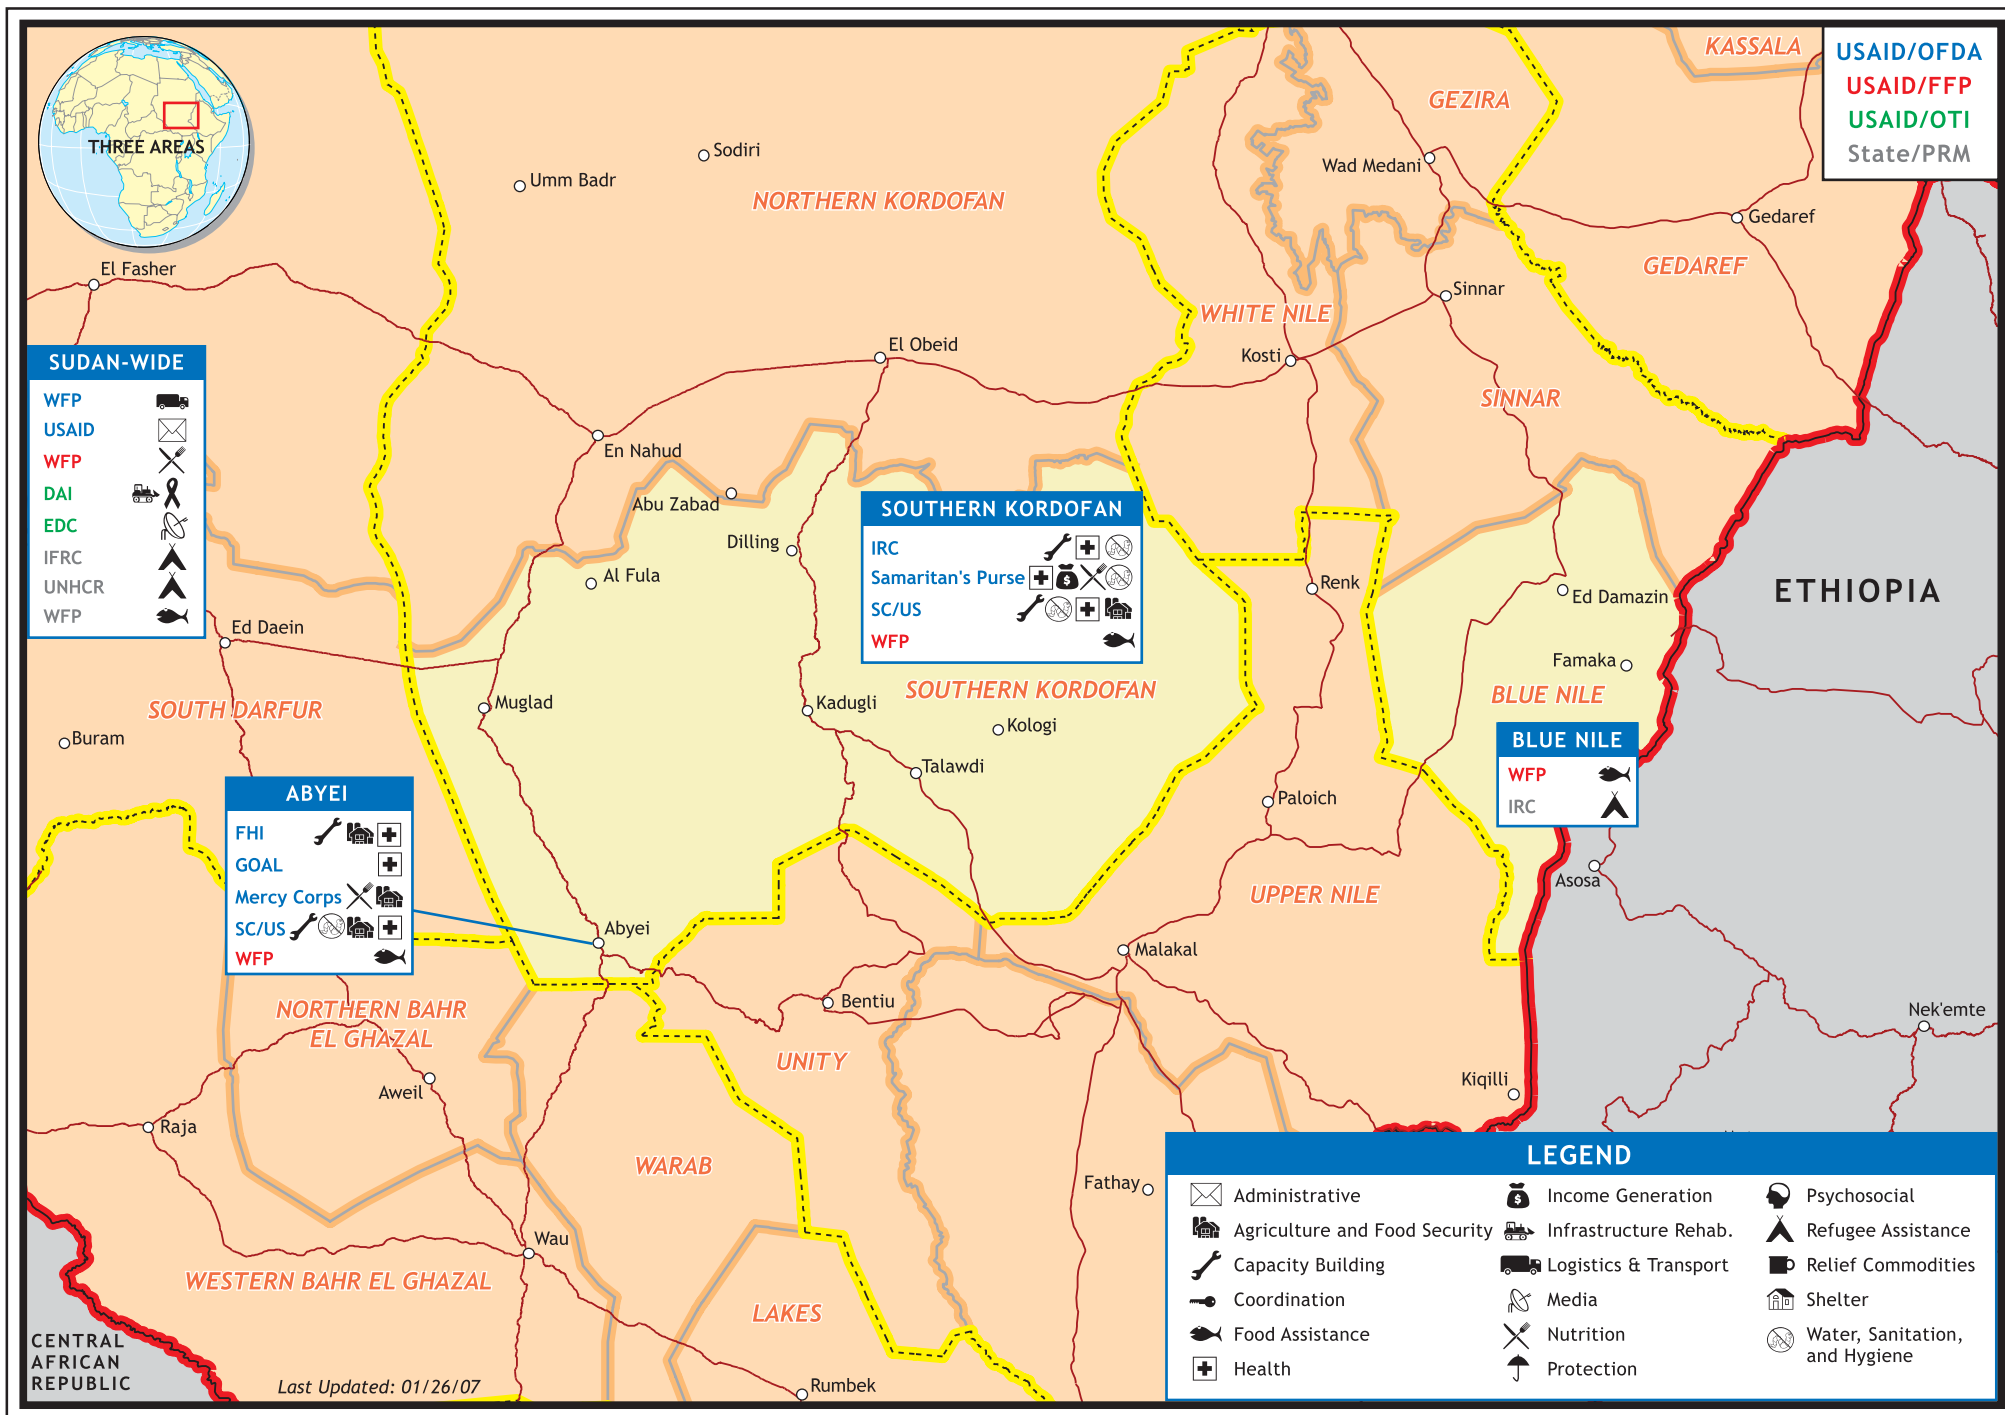 THREE AREAS
USAID/OFDA
USAID/FFP
USAID/OTI
State/PRM
KASSALA
GEZIRA
Wad Medani
Sodiri
Umm Badr
NORTHERN KORDOFAN
Gedaref
GEDAREF
El Fasher
Sinnar
WHITE NILE
El Obeid
Kosti
SINNAR
SUDAN-WIDE
WFP
USAID
WFP
DAI
EDC
IFRC
UNHCR
WFP
En Nahud
Abu Zabad
Dilling
Al Fula
SOUTHERN KORDOFAN
IRC
Samaritan's Purse
SC/US
WFP
Renk
Ed Damazin
ETHIOPIA
Ed Daein
Famaka
SOUTH DARFUR
Muglad
Kadugli
SOUTHERN KORDOFAN
Kologi
BLUE NILE
Buram
Talawdi
BLUE NILE
WFP
IRC
Paloich
ABYEI
FHI
GOAL
Mercy Corps
SC/US
WFP
Asosa
UPPER NILE
Abyei
Malakal
Bentiu
NORTHERN BAHR
EL GHAZAL
Nek'emte
UNITY
Aweil
Kiqilli
Raja
WARAB
Fathay
Wau
WESTERN BAHR EL GHAZAL
LAKES
CENTRAL
AFRICAN
REPUBLIC
Last Updated: 01/26/07
Rumbek
LEGEND
Administrative
Agriculture and Food Security
Capacity Building
Coordination
Food Assistance
Health
Income Generation
Infrastructure Rehab.
Logistics & Transport
Media
Nutrition
Protection
Psychosocial
Refugee Assistance
Relief Commodities
Shelter
Water, Sanitation,
and Hygiene